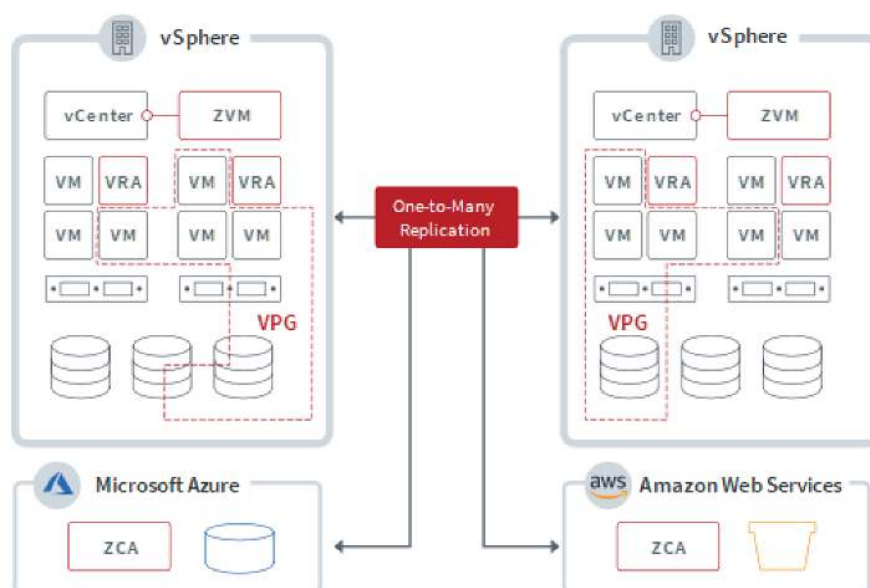 vSphere
vCenter
ZVM
VM VRA VM VRA
VM VM VM VM
VPG
One-to-Many
Replication
vSphere
vCenter
ZVM
VM VRA VM VRA
VM VM VM VM
VPG
Microsoft Azure
ZCA
aws Amazon Web Services
ZCA